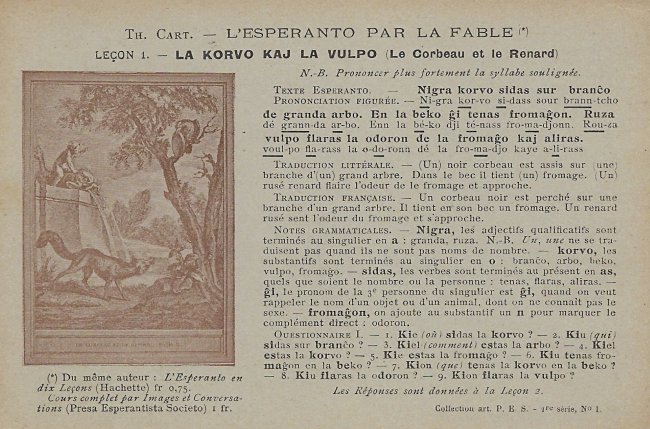 TH. CART. — L'ESPERANTO PAR LA FABLE (*)
LEÇON 1. — LA KORVO KAJ LA VULPO (Le Corbeau et le Renard)
N.-B. Prononcer plus fortement la syllabe soulignée.
TEXTE ESPERANTO. — Nigra korvo sidas sur branĉo
PRONONCIATION FIGURÉE. — Ni-gra kor-vo si-dass sour brann-tcho
de granda arbo. En la beko ĝi tenas fromaĝon. Ruza
dé grann-da ar-bo. Enn la bé-ko dji té-nass fro-ma-djonn. Rou-za
vulpo flaras la odoron de la fromaĝo kaj aliras.
voul-po fla-rass la o-do-ronn dé la fro-ma-djo kaye a-li-rass
TRADUCTION LITTÉRALE. — (Un) noir corbeau est assis sur (une)
branche d'(un) grand arbre. Dans le bec il tient (un) fromage. (Un)
rusé renard flaire l'odeur de le fromage et approche.
TRADUCTION FRANÇAISE. — Un corbeau noir est perché sur une
branche d'un grand arbre. Il tient en son bec un fromage. Un renard
rusé sent l'odeur du fromage et s'approche.
NOTES GRAMMATICALES. — Nigra, les adjectifs qualificatifs sont
terminés au singulier en a : granda, ruza. N.-B. Un, une ne se tra-
duisent pas quand ils ne sont pas noms de nombre. — korvo, les
substantifs sont terminés au singulier en o : branĉo, arbo, beko,
vulpo, fromaĝo. — sidas, les verbes sont terminés au présent en as,
quels que soient le nombre ou la personne : tenas, flaras, aliras. —
ĝi, le pronom de la 3e personne du singulier est ĝi, quand on veut
rappeler le nom d'un objet ou d'un animal, dont on ne connaît pas le
sexe. — fromaĝon, on ajoute au substantif un n pour marquer le
complément direct : odoron.
QUESTIONNAIRE I. — 1. Kie (où) sidas la korvo ? — 2. Kiu (qui)
sidas sur branĉo ? — 3. Kiel (comment) estas la arbo ? — 4. Kiel
estas la korvo ? — 5. Kie estas la fromaĝo ? — 6. Kiu tenas fro-
maĝon en la beko ? — 7. Kion (que) tenas la korvo en la beko ?
— 8. Kiu flaras la odoron ? — 9. Kion flaras la vulpo ?
Les Réponses sont données à la Leçon 2.
Collection art. P. E. S. - 1re série, No 1.
(*) Du même auteur : L'Esperanto en
dix Leçons (Hachette) fr 0,75.
Cours complet par Images et Conversa-
tions (Presa Esperantista Societo) 1 fr.